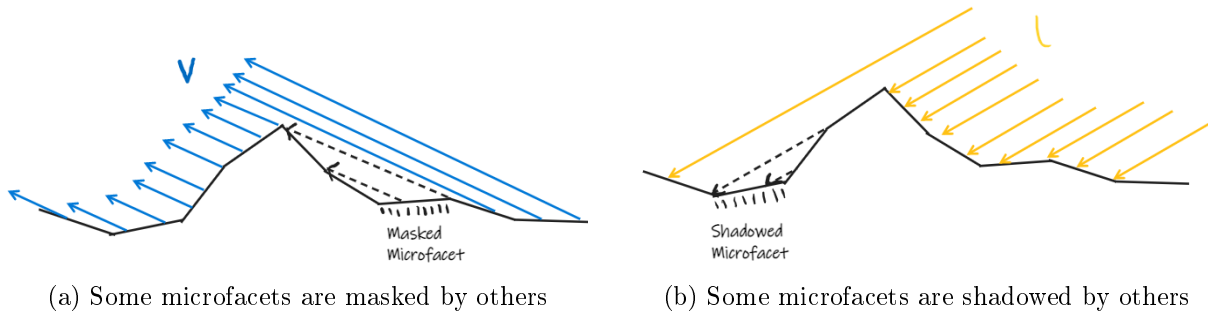 V
l
Masked
Microfacet
Shadowed
Microfacet
(a) Some microfacets are masked by others
(b) Some microfacets are shadowed by others